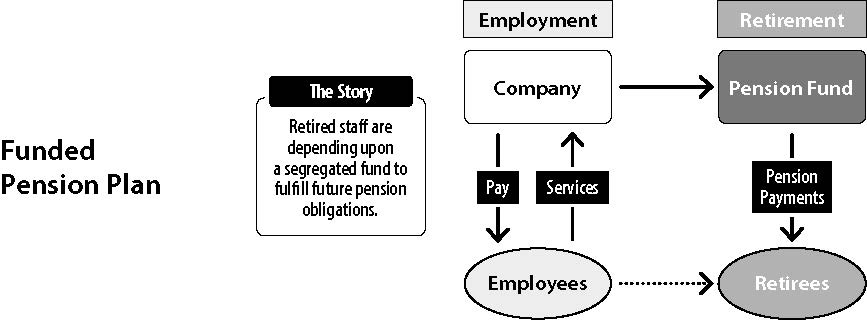 Funded
Pension Plan
The Story
Retired staff are
depending upon
a segregated fund to
fulfill future pension
obligations.
Employment
Retirement
Company
Pension Fund
Pay
Services
Pension
Payments
Employees
Retirees